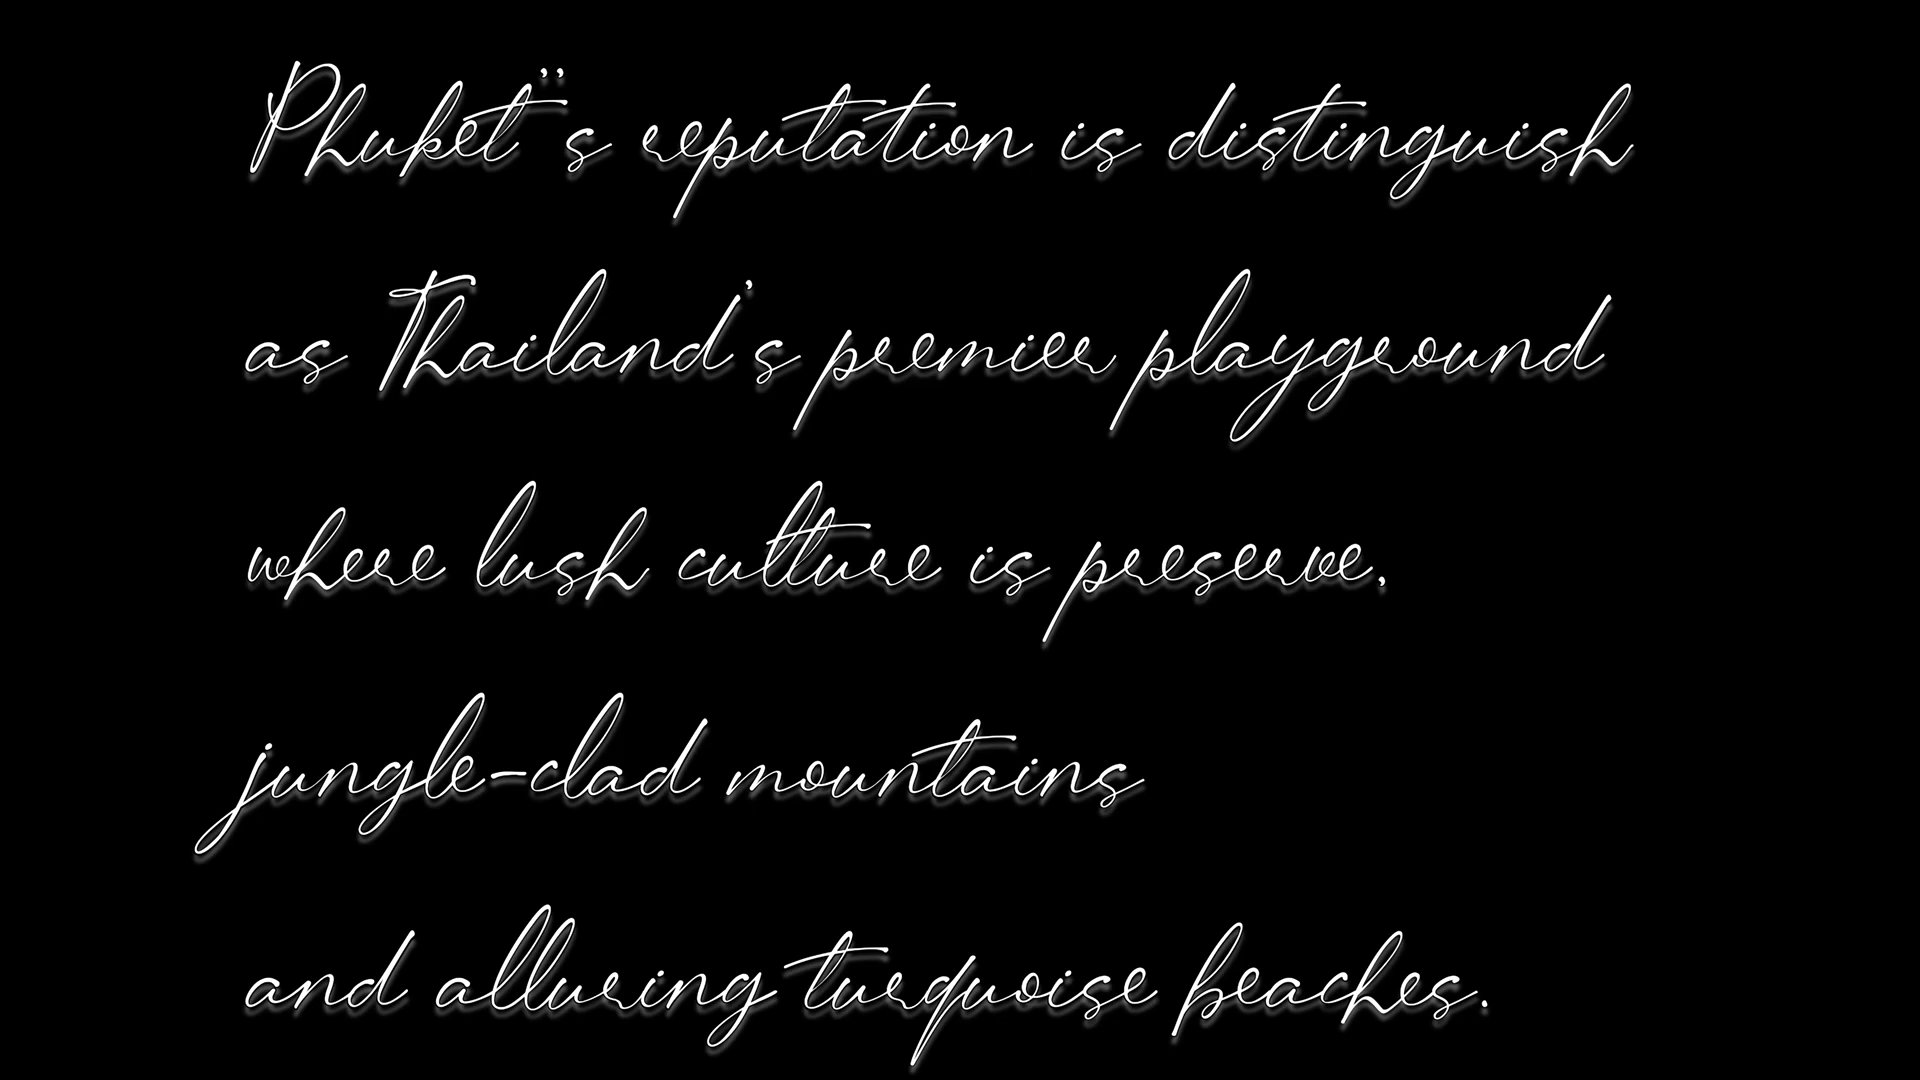 Phuket''s reputation is distinguish
as Thailand's premier playground
where lush culture is preserve,
jungle-clad mountains
and alluring turquoise beaches.